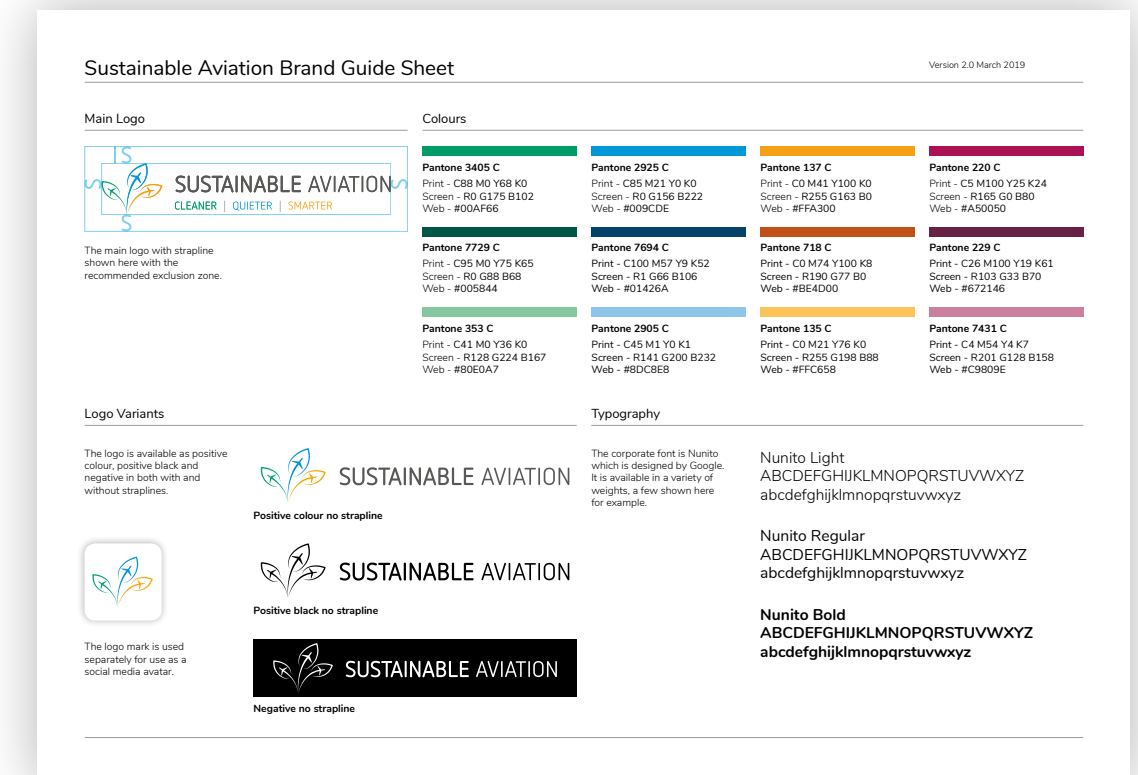 Sustainable Aviation Brand Guide Sheet
Version 2.0 March 2019
Main Logo
S
S
S
S
SUSTAINABLE AVIATION
CLEANER | QUIETER | SMARTER
The main logo with strapline
shown here with the
recommended exclusion zone.
Colours
Pantone 3405 C
Print - C88 M0 Y68 K0
Screen - R0 G175 B102
Web - #00AF66
Pantone 2925 C
Print - C85 M21 Y0 K0
Screen - R0 G156 B222
Web - #009CDE
Pantone 137 C
Print - C0 M41 Y100 K0
Screen - R255 G163 B0
Web - #FFA300
Pantone 220 C
Print - C5 M100 Y25 K24
Screen - R165 G0 B80
Web - #A50050
Pantone 7729 C
Print - C95 M0 Y75 K65
Screen - R0 G88 B68
Web - #005844
Pantone 7694 C
Print - C100 M57 Y9 K52
Screen - R1 G66 B106
Web - #01426A
Pantone 718 C
Print - C0 M74 Y100 K8
Screen - R190 G77 B0
Web - #BE4D00
Pantone 229 C
Print - C26 M100 Y19 K61
Screen - R103 G33 B70
Web - #672146
Pantone 353 C
Print - C41 M0 Y36 K0
Screen - R128 G224 B167
Web - #80E0A7
Pantone 2905 C
Print - C45 M1 Y0 K1
Screen - R141 G200 B232
Web - #8DC8E8
Pantone 135 C
Print - C0 M21 Y76 K0
Screen - R255 G198 B88
Web - #FFC658
Pantone 7431 C
Print - C4 M54 Y4 K7
Screen - R201 G128 B158
Web - #C9809E
Logo Variants
The logo is available as positive
colour, positive black and
negative in both with and
without straplines.
The logo mark is used
separately for use as a
social media avatar.
SUSTAINABLE AVIATION
Positive colour no strapline
SUSTAINABLE AVIATION
Positive black no strapline
SUSTAINABLE AVIATION
Negative no strapline
Typography
The corporate font is Nunito
which is designed by Google.
It is available in a variety of
weights, a few shown here
for example.
Nunito Light
ABCDEFGHIJKLMNOPQRSTUVWXYZ
abcdefghijklmnopqrstuvwxyz
Nunito Regular
ABCDEFGHIJKLMNOPQRSTUVWXYZ
abcdefghijklmnopqrstuvwxyz
Nunito Bold
ABCDEFGHIJKLMNOPQRSTUVWXYZ
abcdefghijklmnopqrstuvwxyz